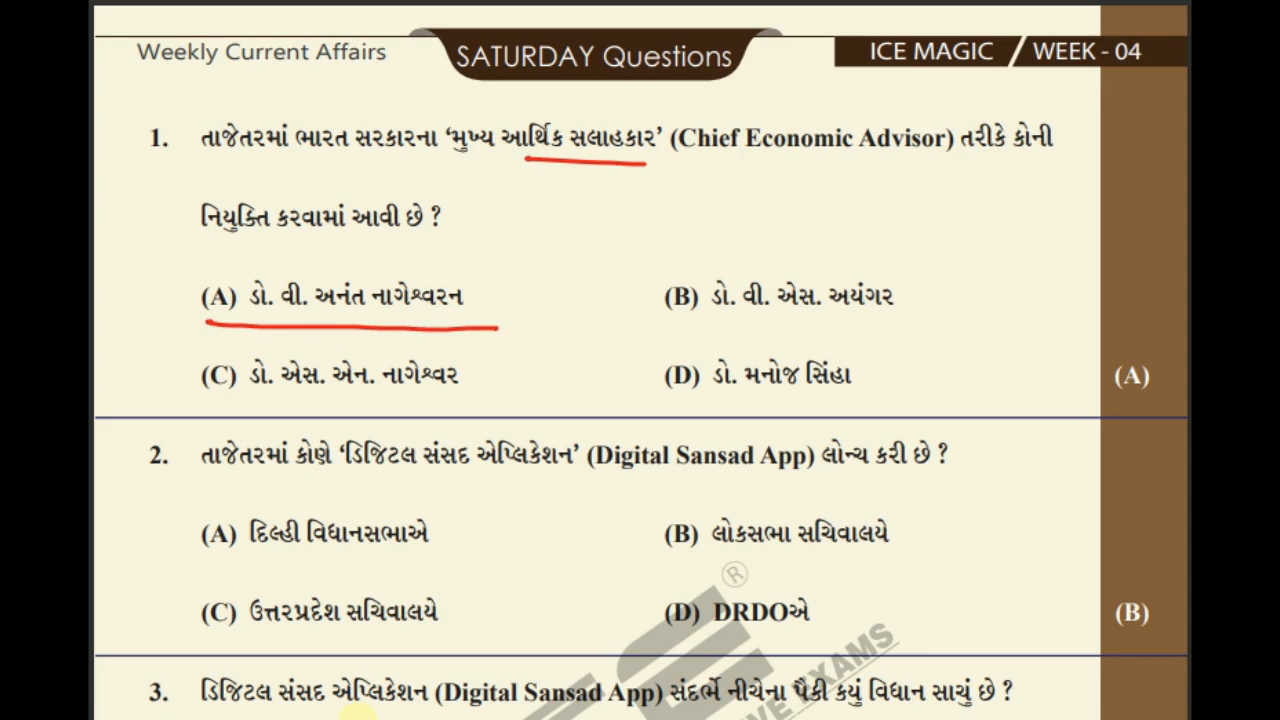 Weekly Current Affairs
SATURDAY Questions
ICE MAGIC / WEEK - 04
1. તાજેતરમાં ભારત સરકારના ‘મુખ્ય આર્થિક સલાહકાર’ (Chief Economic Advisor) તરીકે કોની
નિયુક્તિ કરવામાં આવી છે ?
(A) ડો. વી. અનંત નાગેશ્વરન
(B) ડો. વી. એસ. અયંગર
(C) ડો. એસ. એન. નાગેશ્વર
(D) ડો. મનોજ સિંહા
(A)
2. તાજેતરમાં કોણે ‘ડિજિટલ સંસદ એપ્લિકેશન’ (Digital Sansad App) લોન્ચ કરી છે ?
(A) દિલ્હી વિધાનસભાએ
(B) લોકસભા સચિવાલયે
(C) ઉત્તરપ્રદેશ સચિવાલયે
(D) DRDOએ
(B)
3. ડિજિટલ સંસદ એપ્લિકેશન (Digital Sansad App) સંદર્ભે નીચેના પૈકી કયું વિધાન સાચું છે ?
® EXAMS